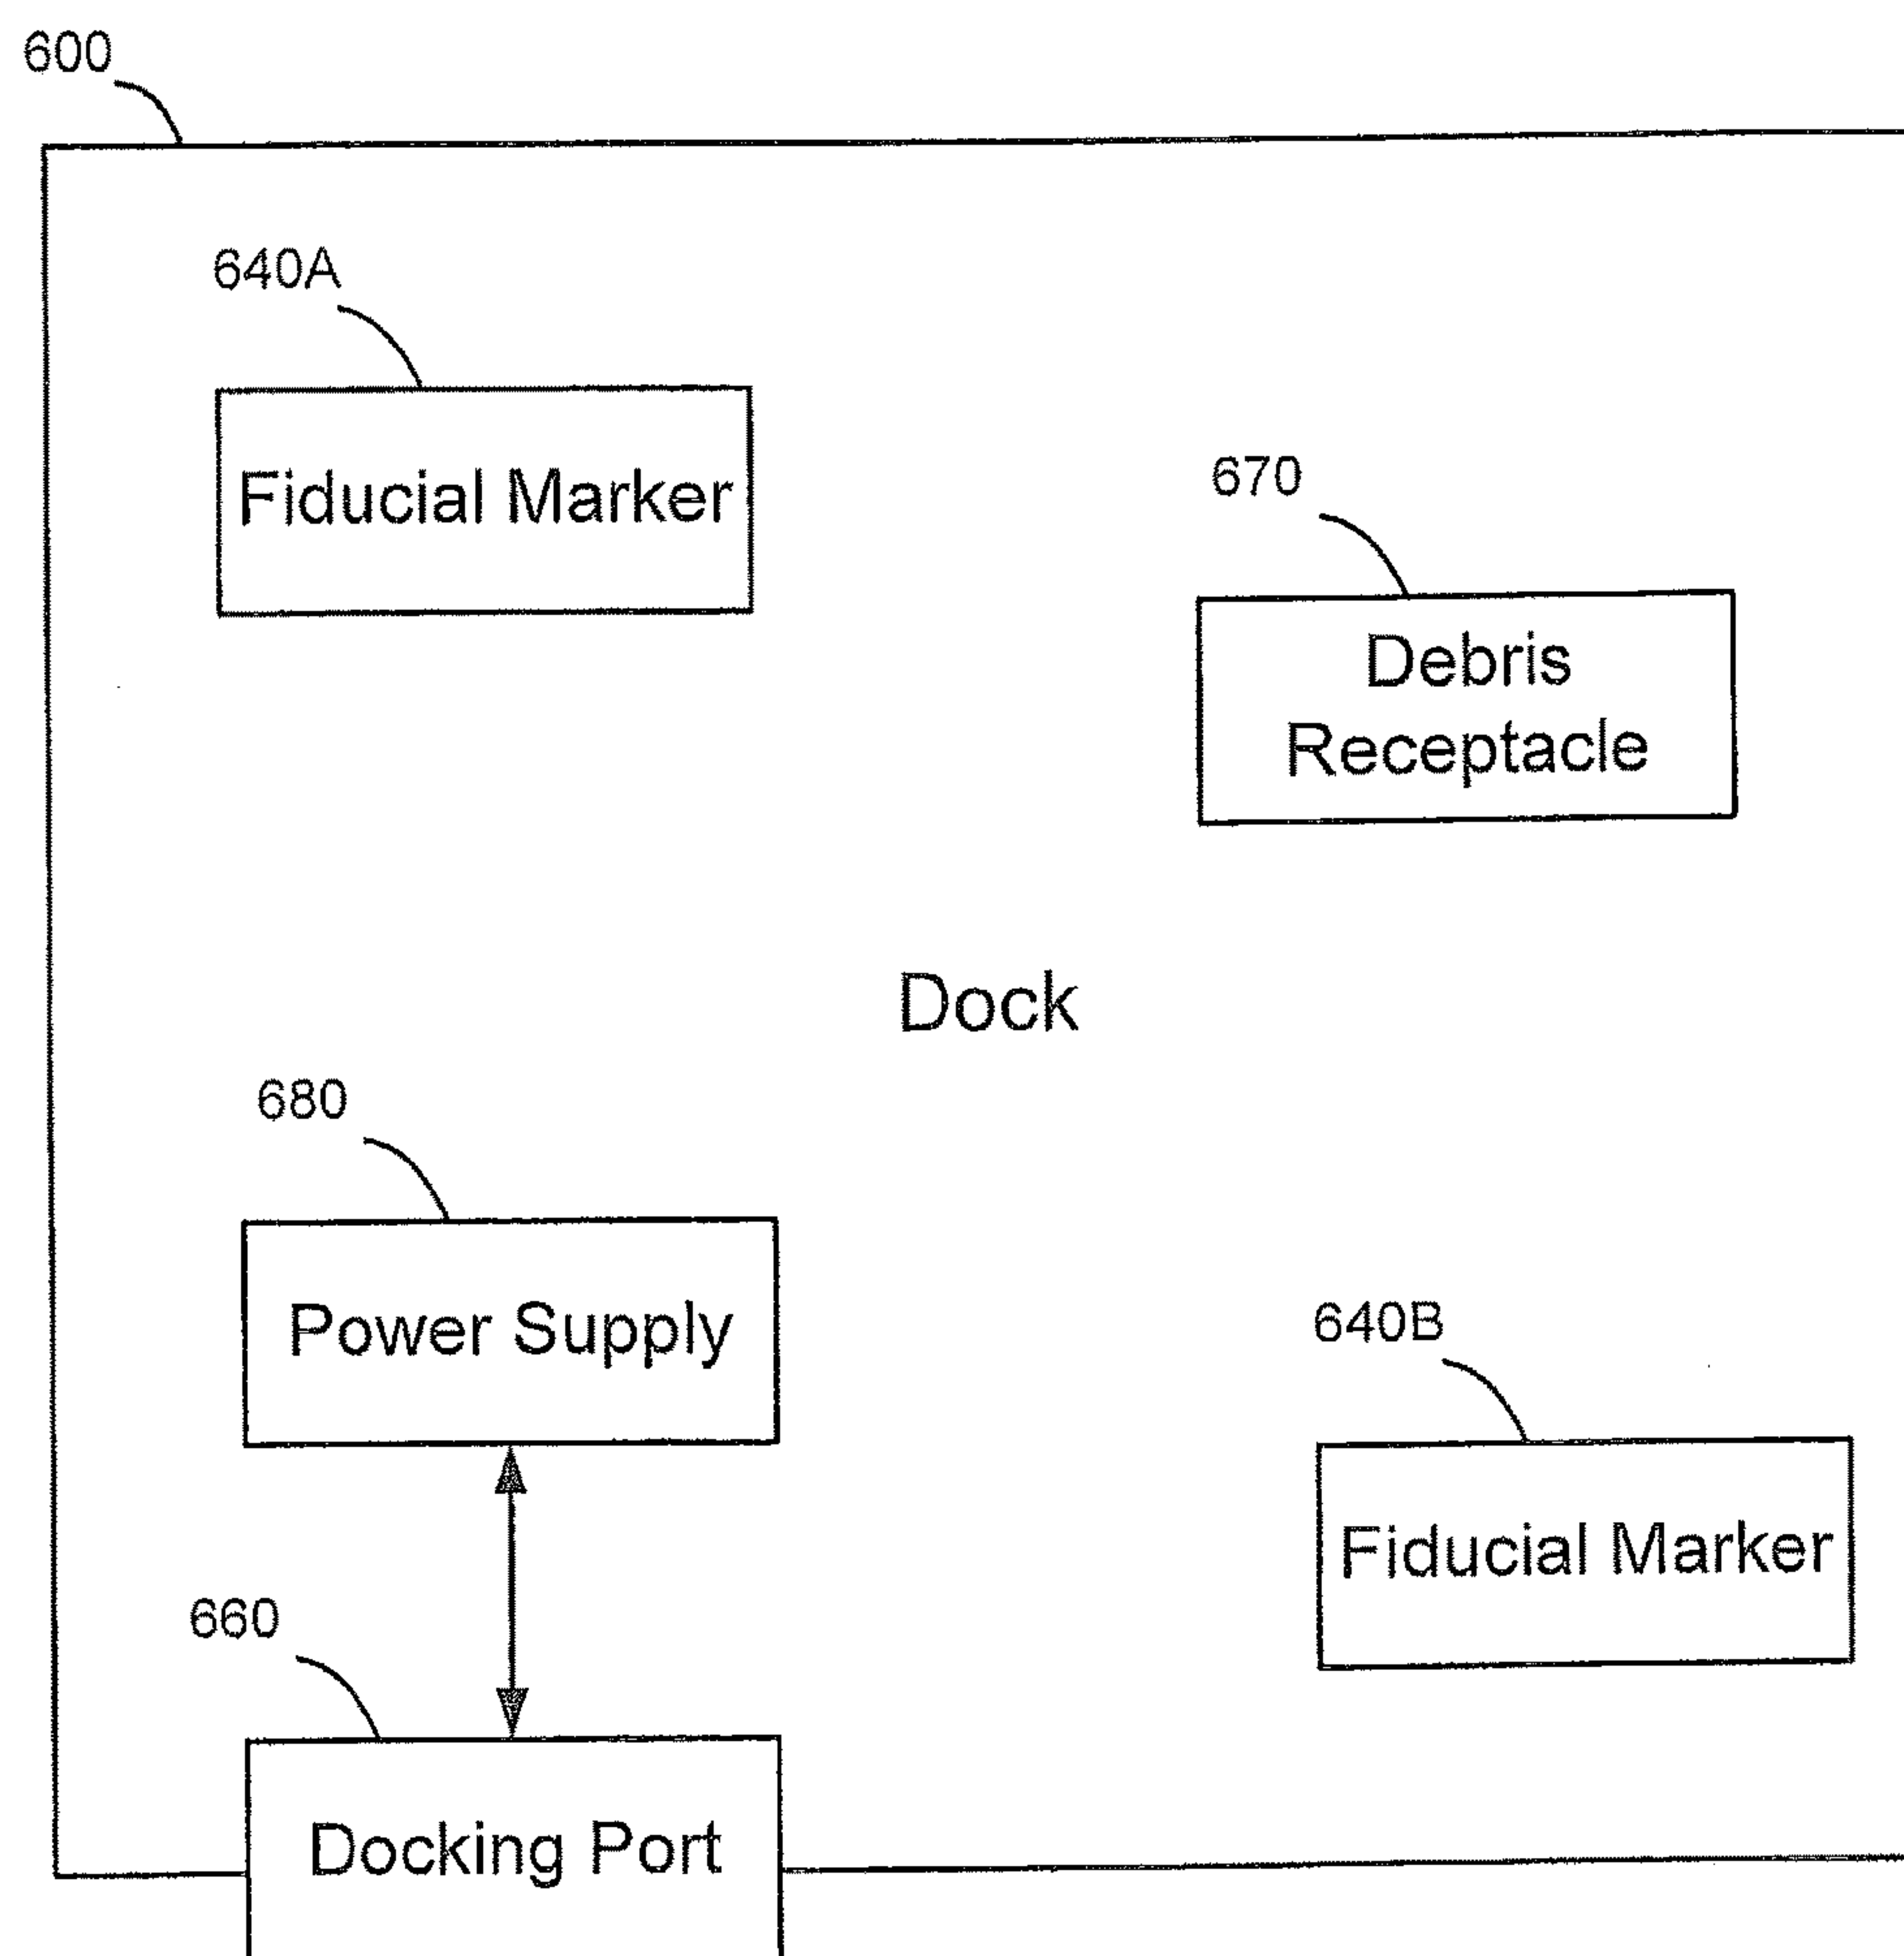 600
640A
Fiducial Marker
670
Debris
Receptacle
Dock
680
Power Supply
640B
Fiducial Marker
660
Docking Port